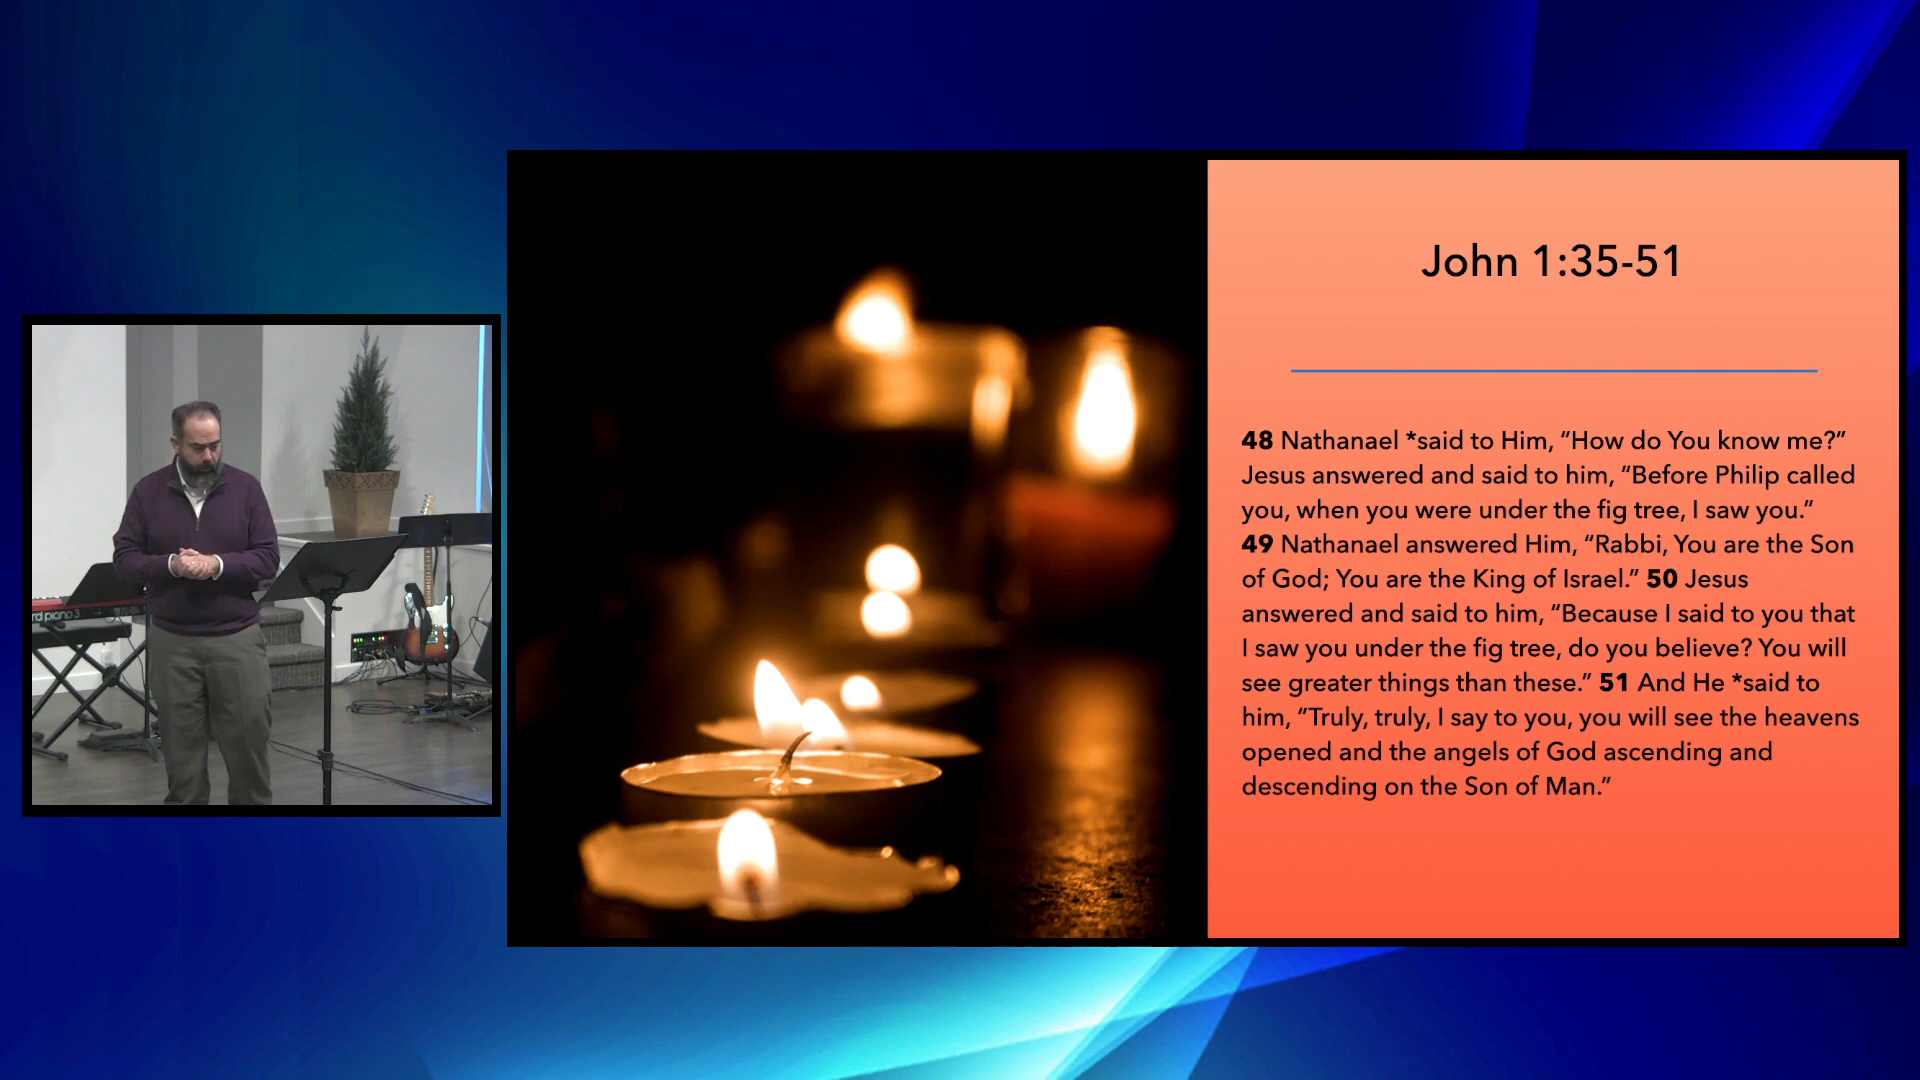 John 1:35-51
48 Nathanael *said to Him, “How do You know me?”
Jesus answered and said to him, “Before Philip called
you, when you were under the fig tree, I saw you.”
49 Nathanael answered Him, “Rabbi, You are the Son
of God; You are the King of Israel.” 50 Jesus
answered and said to him, “Because I said to you that
I saw you under the fig tree, do you believe? You will
see greater things than these.” 51 And He *said to
him, “Truly, truly, I say to you, you will see the heavens
opened and the angels of God ascending and
descending on the Son of Man.”
piano 3